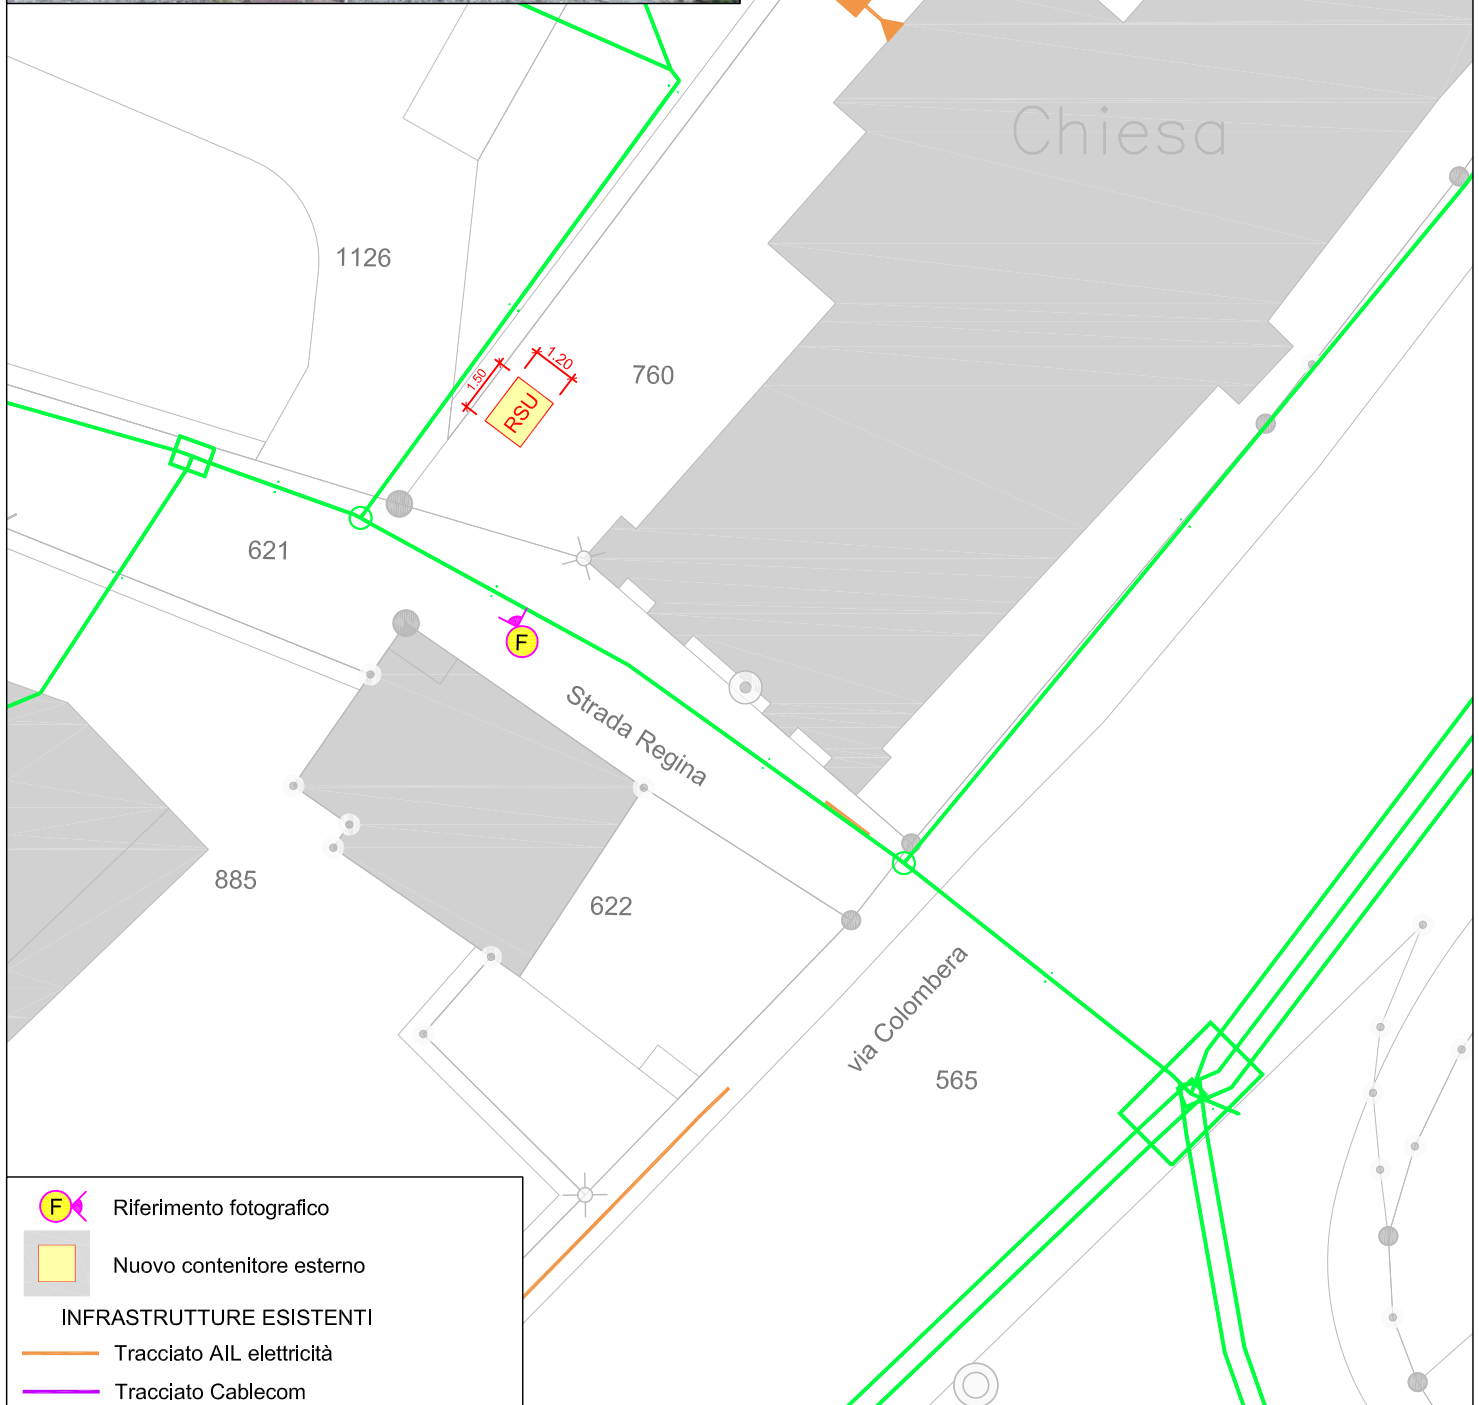 Chiesa
1126
760
1.20
1.50
RSU
621
F
Strada Regina
885
622
via Colombera
565
F Riferimento fotografico
Nuovo contenitore esterno
INFRASTRUTTURE ESISTENTI
Tracciato AIL elettricità
Tracciato Cablecom